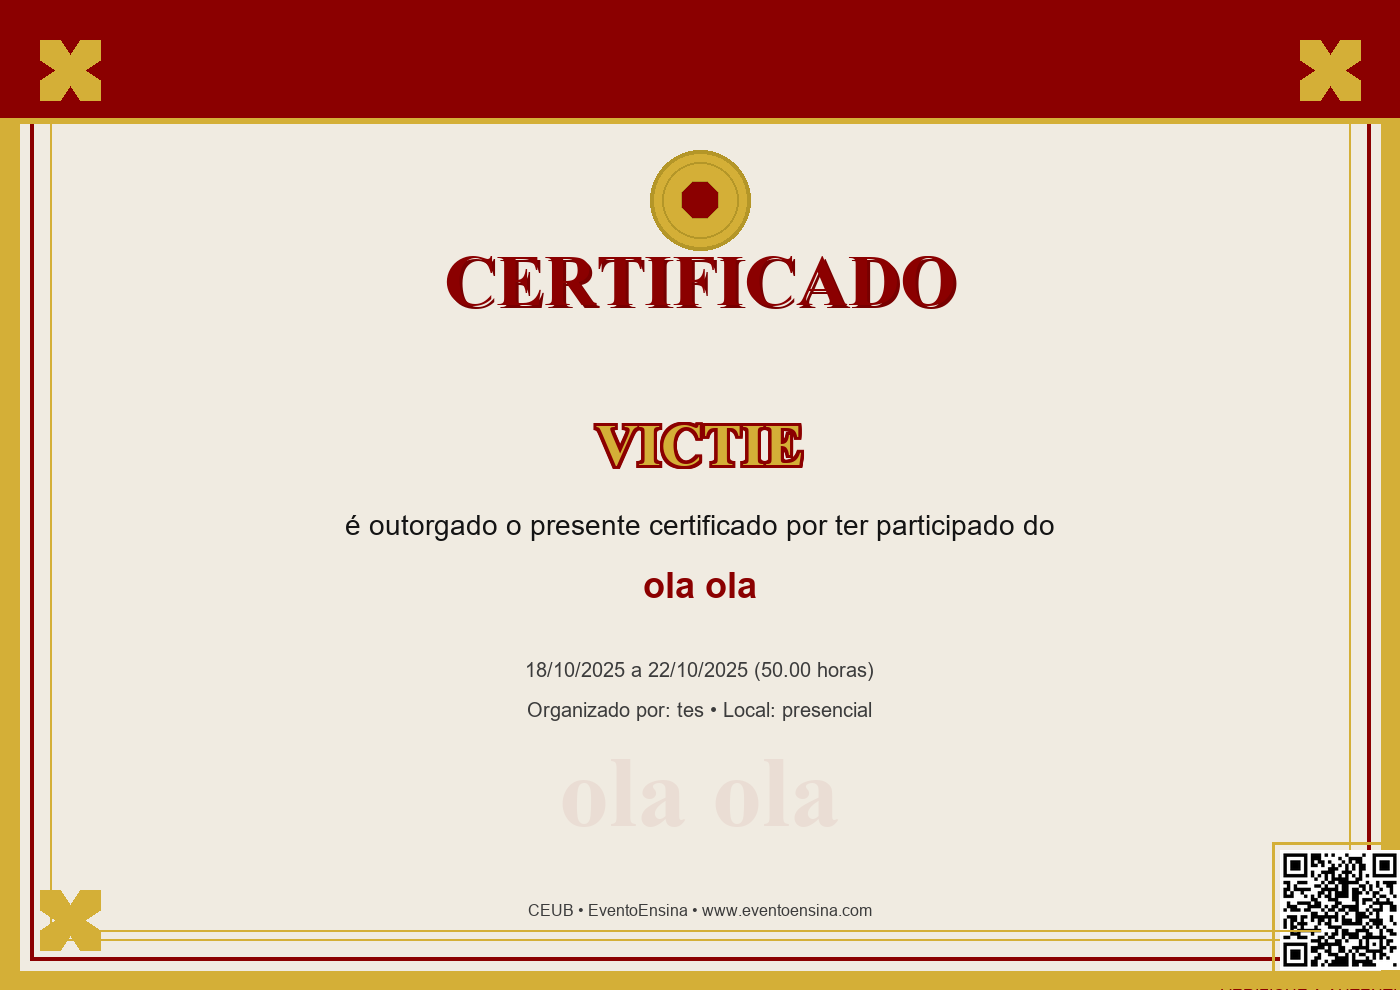 CERTIFICADO
VICTIE
é outorgado o presente certificado por ter participado do
ola ola
18/10/2025 a 22/10/2025 (50.00 horas)
Organizado por: tes • Local: presencial
ola ola
CEUB • EventoEnsina • www.eventoensina.com